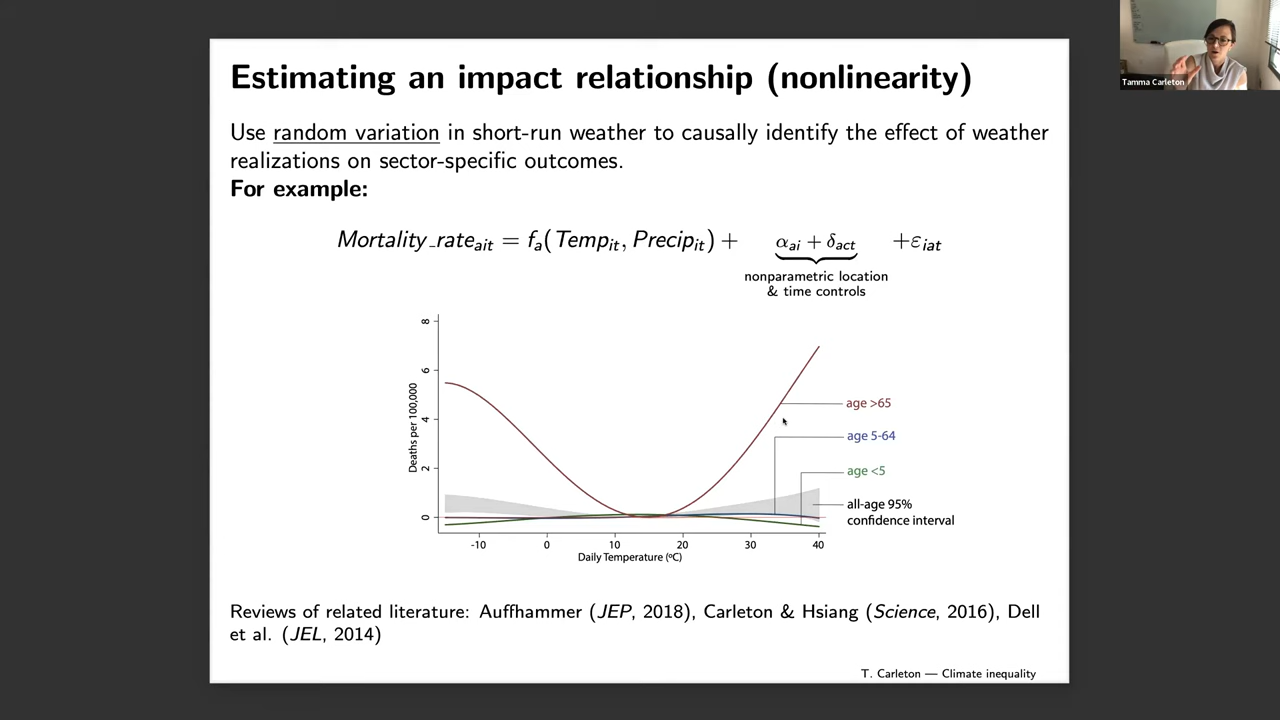 Estimating an impact relationship (nonlinearity)
Tamma Carleton
Use random variation in short-run weather to causally identify the effect of weather
realizations on sector-specific outcomes.
For example:
Mortality_rate_ait = f_a(Temp_it, Precip_it) + α_ai + δ_act + ε_iat
nonparametric location
& time controls
8
6
4
2
0
Deaths per 100,000
age >65
age 5-64
age <5
all-age 95%
confidence interval
-10 0 10 20 30 40
Daily Temperature (ºC)
Reviews of related literature: Auffhammer (JEP, 2018), Carleton & Hsiang (Science, 2016), Dell
et al. (JEL, 2014)
T. Carleton — Climate inequality